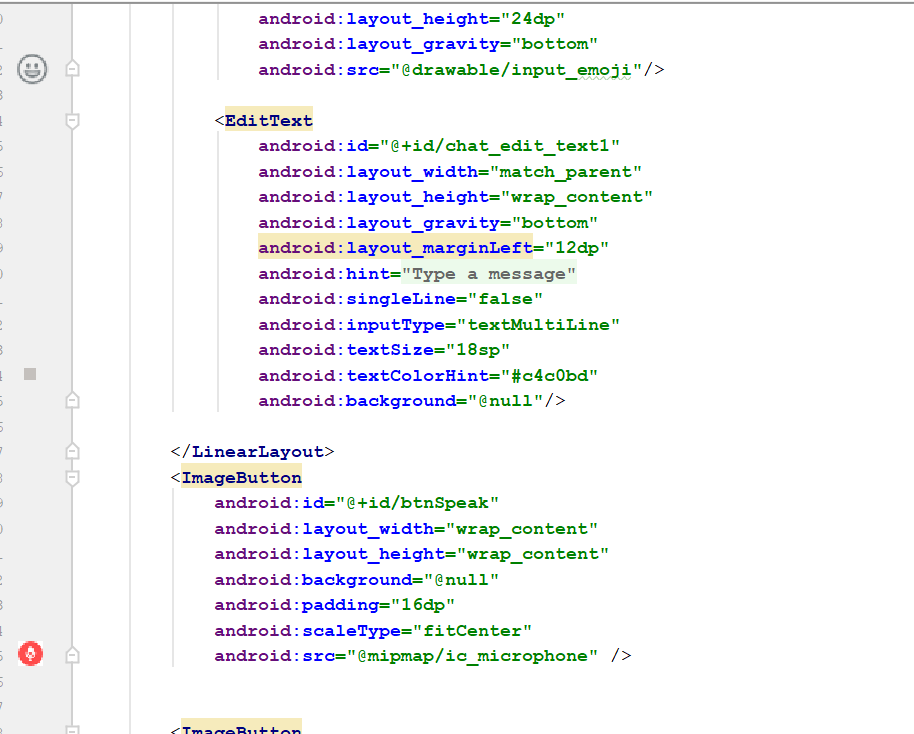 android:layout_height="24dp"
android:layout_gravity="bottom"
android:src="@drawable/input_emoji"/>
<EditText
android:id="@+id/chat_edit_text1"
android:layout_width="match_parent"
android:layout_height="wrap_content"
android:layout_gravity="bottom"
android:layout_marginLeft="12dp"
android:hint="Type a message"
android:singleLine="false"
android:inputType="textMultiLine"
android:textSize="18sp"
android:textColorHint="#c4c0bd"
android:background="@null"/>
</LinearLayout>
<ImageButton
android:id="@+id/btnSpeak"
android:layout_width="wrap_content"
android:layout_height="wrap_content"
android:background="@null"
android:padding="16dp"
android:scaleType="fitCenter"
android:src="@mipmap/ic_microphone" />
<ImageButton